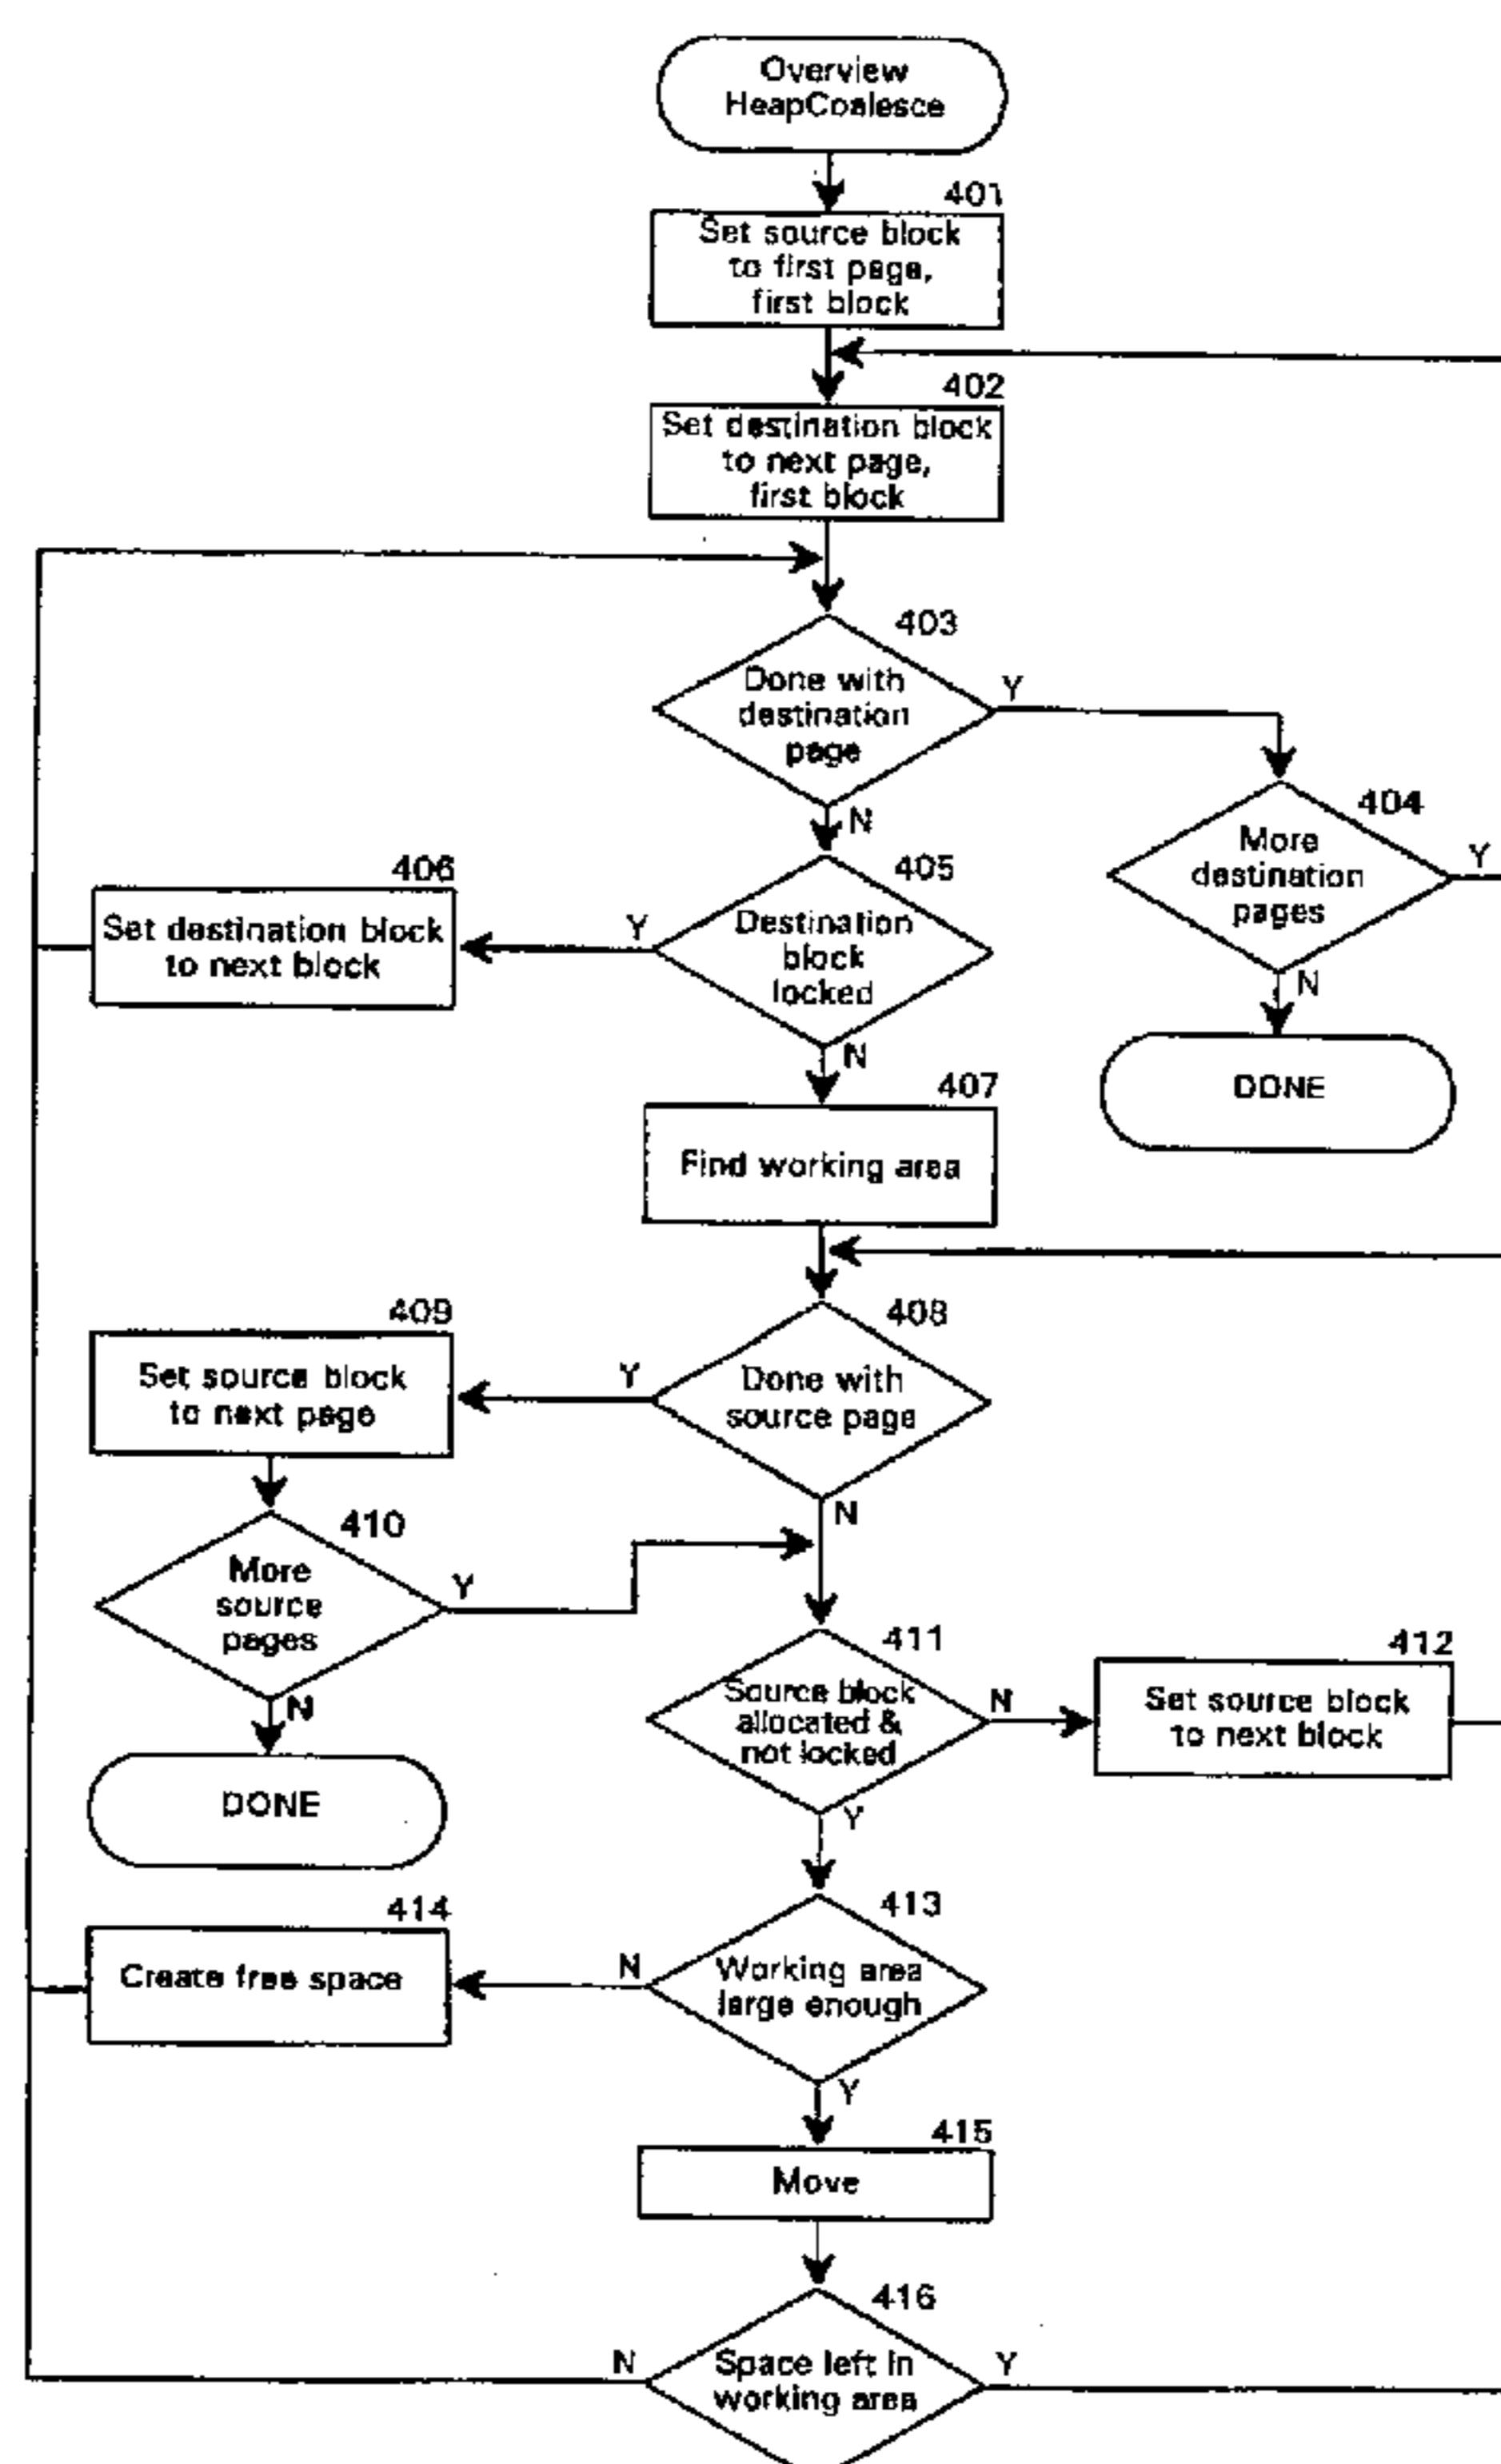 Overview
HeapCoalesce
401
Set source block
to first page,
first block
402
Set destination block
to next page,
first block
403
Done with
destination
page
Y
N
404
More
destination
pages
Y
N
DONE
405
Destination
block
locked
Y
N
406
Set destination block
to next block
407
Find working area
408
Done with
source page
Y
N
409
Set source block
to next page
410
More
source
pages
Y
N
DONE
411
Source block
allocated &
not locked
N
Y
412
Set source block
to next block
413
Working area
large enough
N
Y
414
Create free space
415
Move
416
Space left in
working area
N
Y